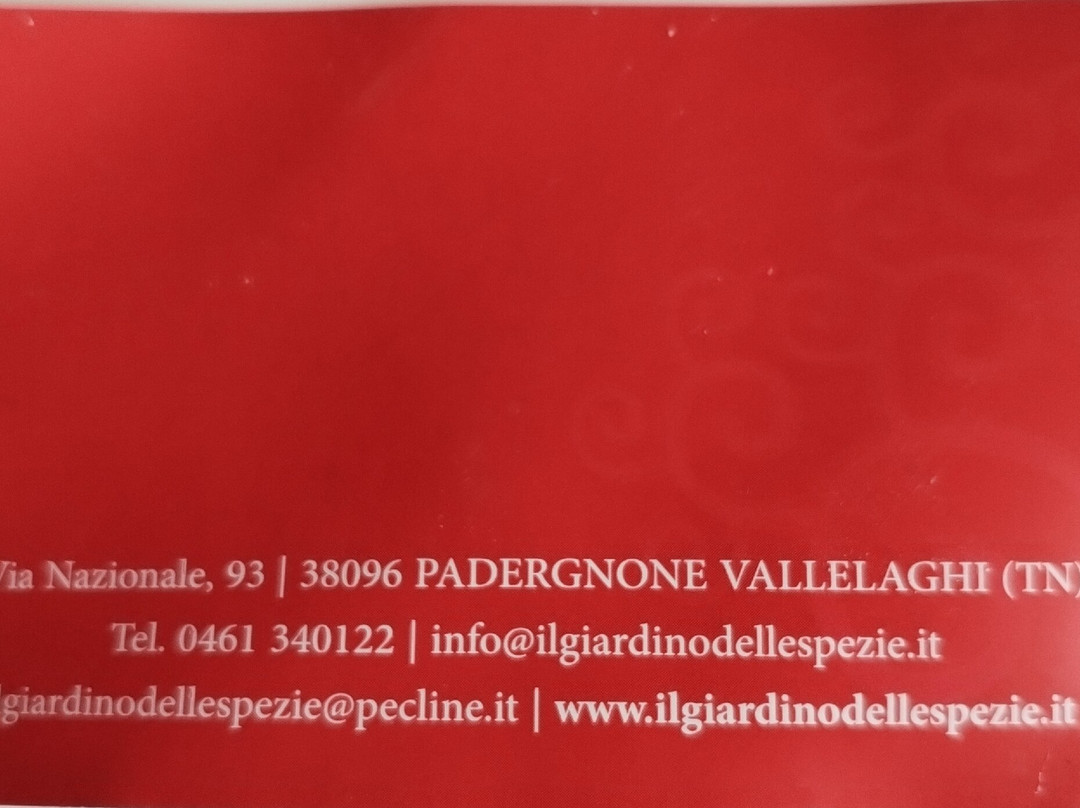 Via Nazionale, 93 | 38096 PADERGNONE VALLELAGHI (TN)
Tel. 0461 340122 | info@ilgiardinodellespezie.it
lgiardinodellespezie@pecline.it | www.ilgiardinodellespezie.it